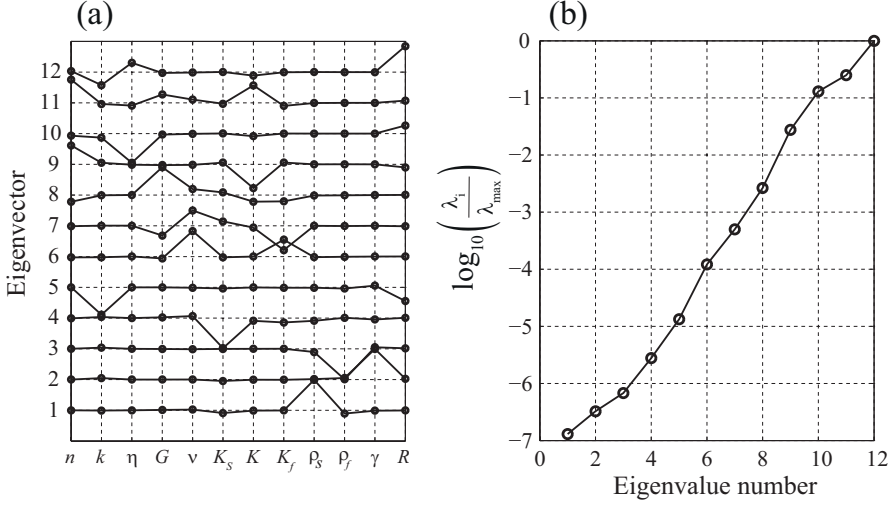 (a)
(b)
Eigenvector
12
11
10
9
8
7
6
5
4
3
2
1
n k η G ν K_S K K_f ρ_S ρ_f γ R
log10 (λi / λmax)
0
−1
−2
−3
−4
−5
−6
−7
0 2 4 6 8 10 12
Eigenvalue number